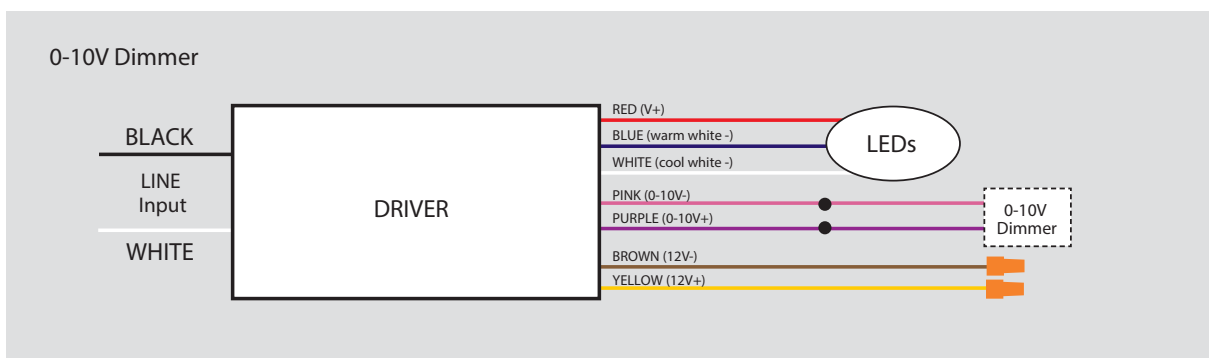 0-10V Dimmer
BLACK
LINE
Input
WHITE
DRIVER
RED (V+)
BLUE (warm white -)
WHITE (cool white -)
PINK (0-10V-)
PURPLE (0-10V+)
BROWN (12V-)
YELLOW (12V+)
LEDs
0-10V
Dimmer